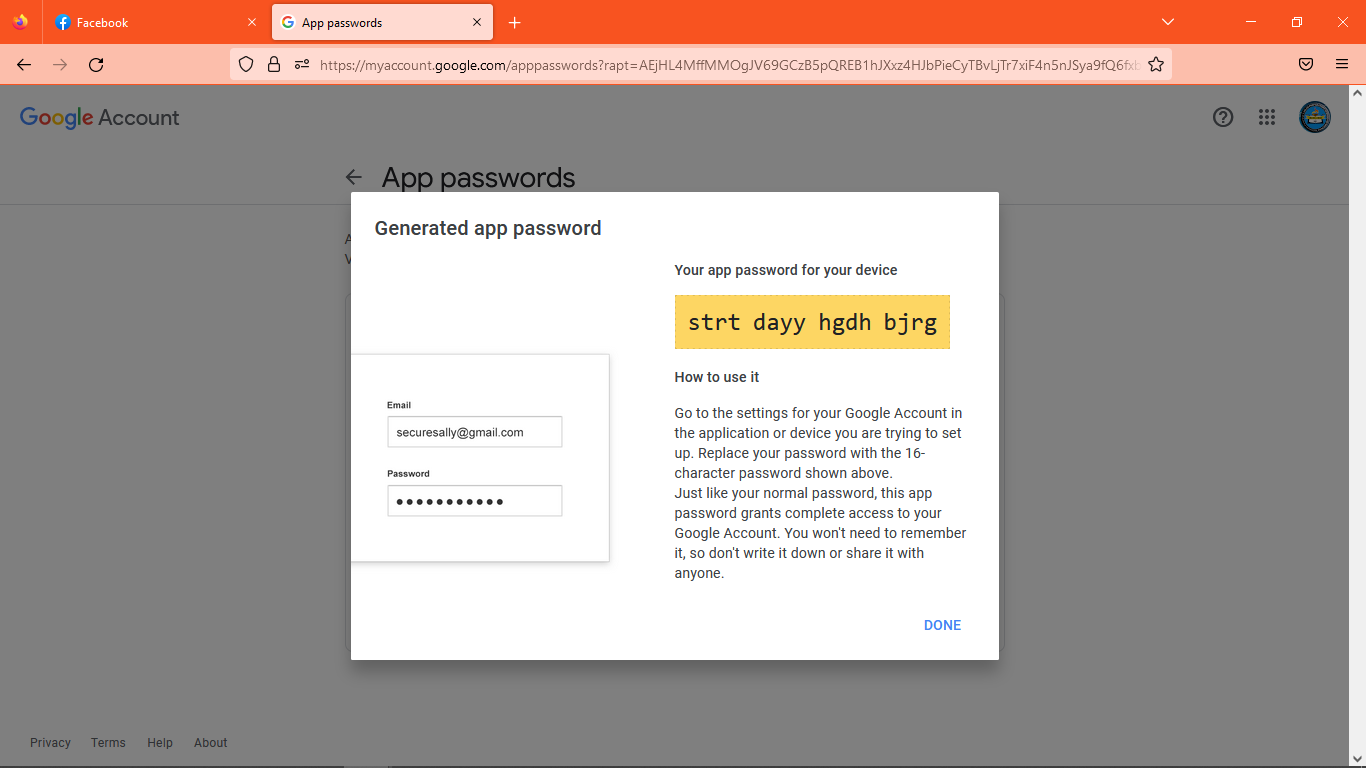 Facebook
App passwords
https://myaccount.google.com/apppasswords?rapt=AEjHL4MffMMOgJV69GCzB5pQREB1hJXxz4HJbPieCyTBvLjTr7xiF4n5nJSya9fQ6fxb
Google Account
App passwords
Generated app password
Your app password for your device
strt dayy hgdh bjrg
Email
securesally@gmail.com
Password
How to use it
Go to the settings for your Google Account in
the application or device you are trying to set
up. Replace your password with the 16-
character password shown above.
Just like your normal password, this app
password grants complete access to your
Google Account. You won't need to remember
it, so don't write it down or share it with
anyone.
DONE
Privacy
Terms
Help
About